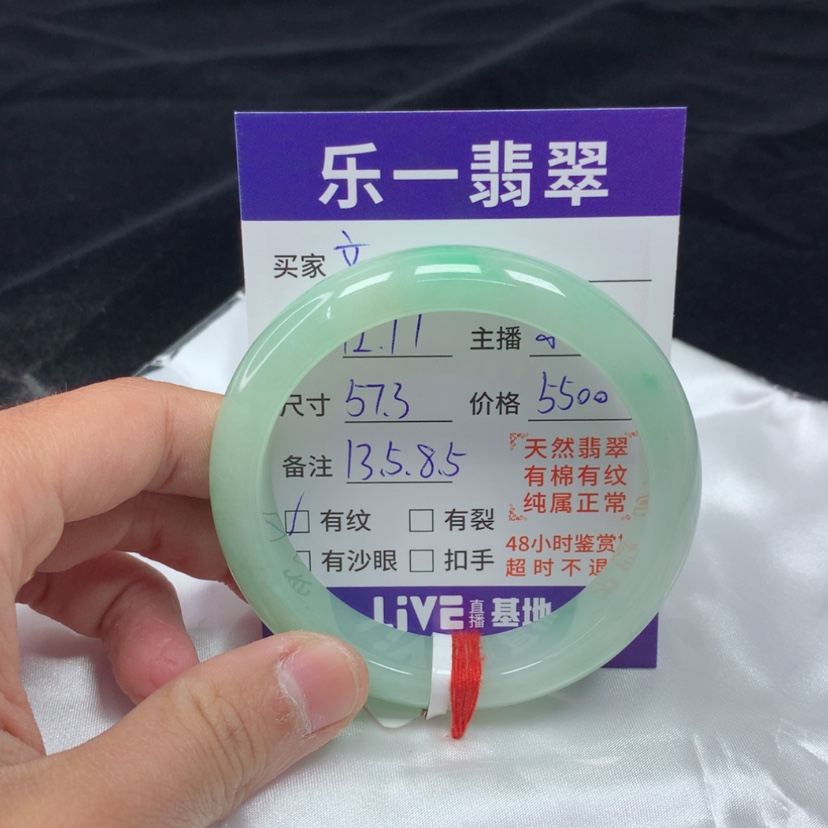 乐一翡翠
买家 文
12.11 主播
尺寸 57.3 价格 5500
备注 13.5.8.5
天然翡翠
有棉有纹
纯属正常
有纹 有裂
有沙眼 扣手
48小时鉴赏
超时不退
LiVE 直播 基地